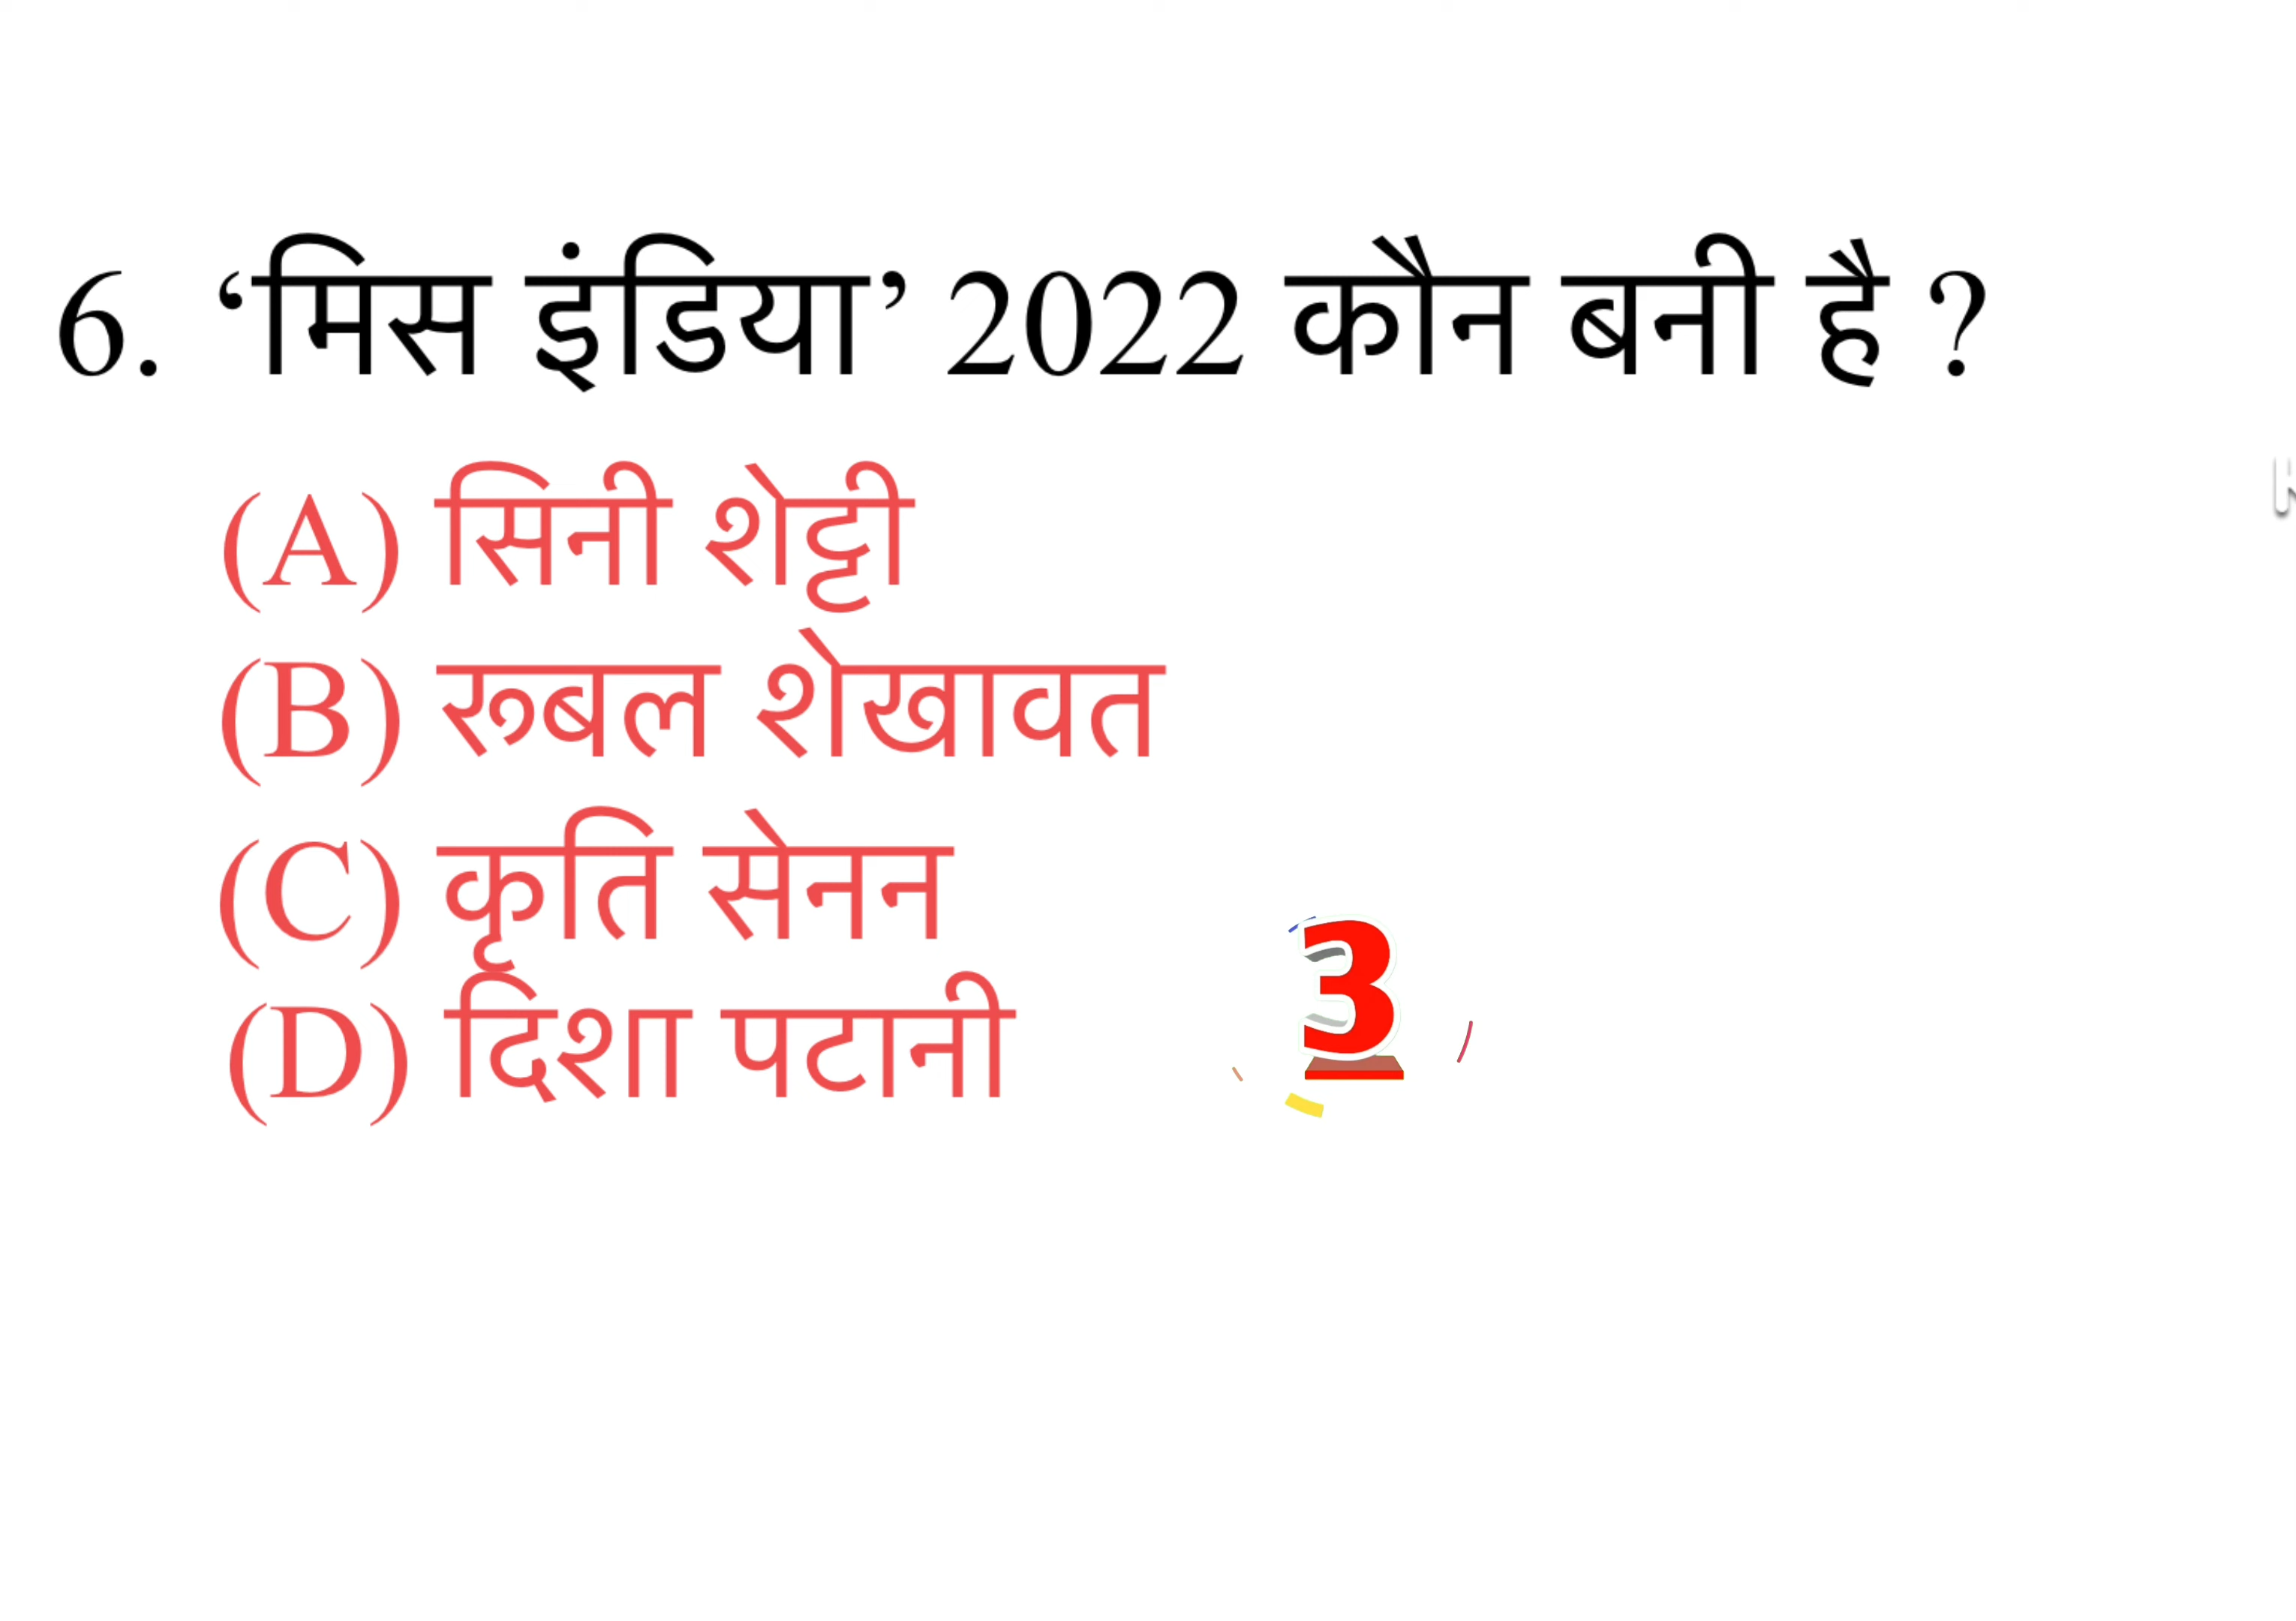 6. ‘मिस इंडिया’ 2022 कौन बनी है ?
(A) सिनी शेट्टी
(B) रूबल शेखावत
(C) कृति सेनन
(D) दिशा पटानी
3